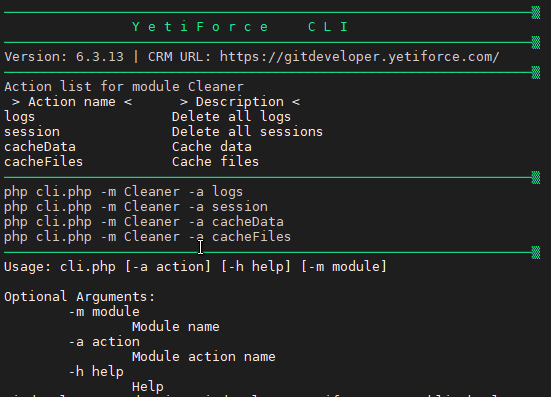 YetiForce CLI
Version: 6.3.13 | CRM URL: https://gitdeveloper.yetiforce.com/
Action list for module Cleaner
> Action name < > Description <
logs Delete all logs
session Delete all sessions
cacheData Cache data
cacheFiles Cache files
php cli.php -m Cleaner -a logs
php cli.php -m Cleaner -a session
php cli.php -m Cleaner -a cacheData
php cli.php -m Cleaner -a cacheFiles
Usage: cli.php [-a action] [-h help] [-m module]
Optional Arguments:
-m module
Module name
-a action
Module action name
-h help
Help